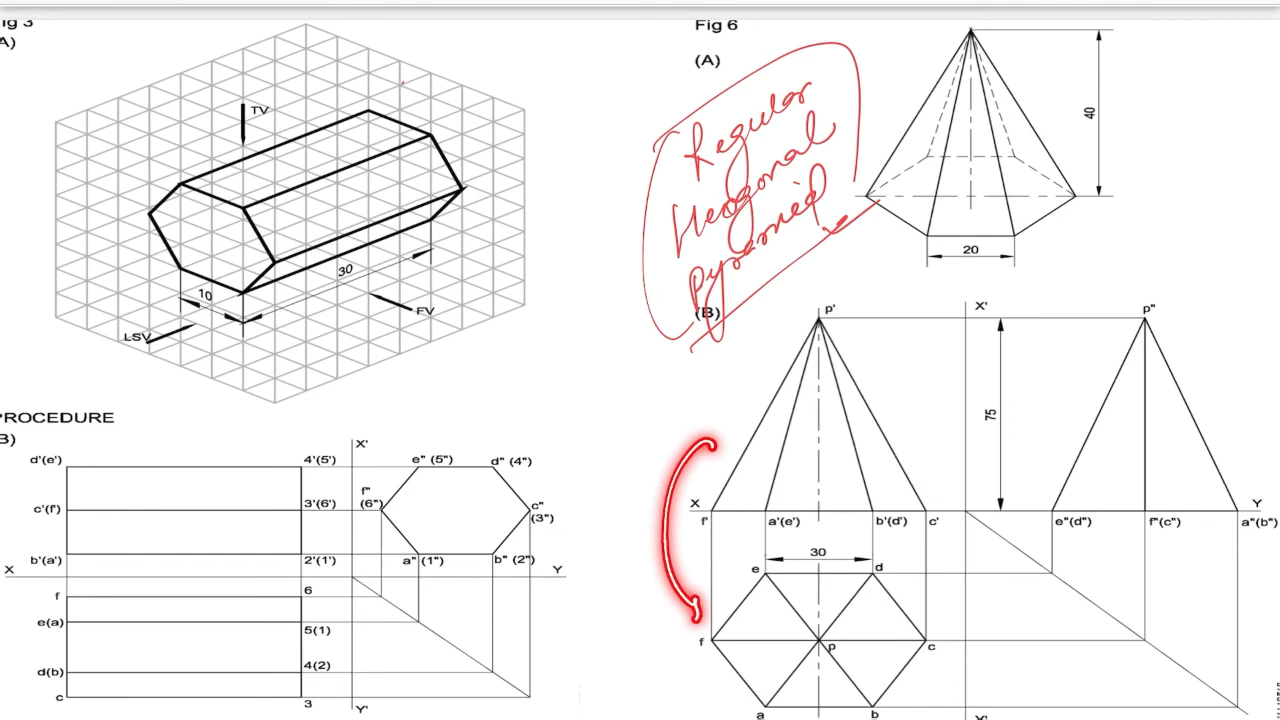 ig 3
A)
TV
10
30
LSV
FV
PROCEDURE
B)
X'
d'(e')
4'(5')
e" (5")
d" (4")
c'(f')
3'(6')
f"
(6")
c"
(3")
b'(a')
2'(1')
a" (1")
b" (2")
X
Y
f
6
e(a)
5(1)
d(b)
4(2)
c
3
Y'
Fig 6
(A)
40
20
Regular
Hexgonal
Pyramid
(B)
X'
p'
p"
75
X
Y
f'
a'(e')
b'(d')
c'
e"(d")
f"(c")
a"(b")
30
e
d
f
p
c
a
b
X'